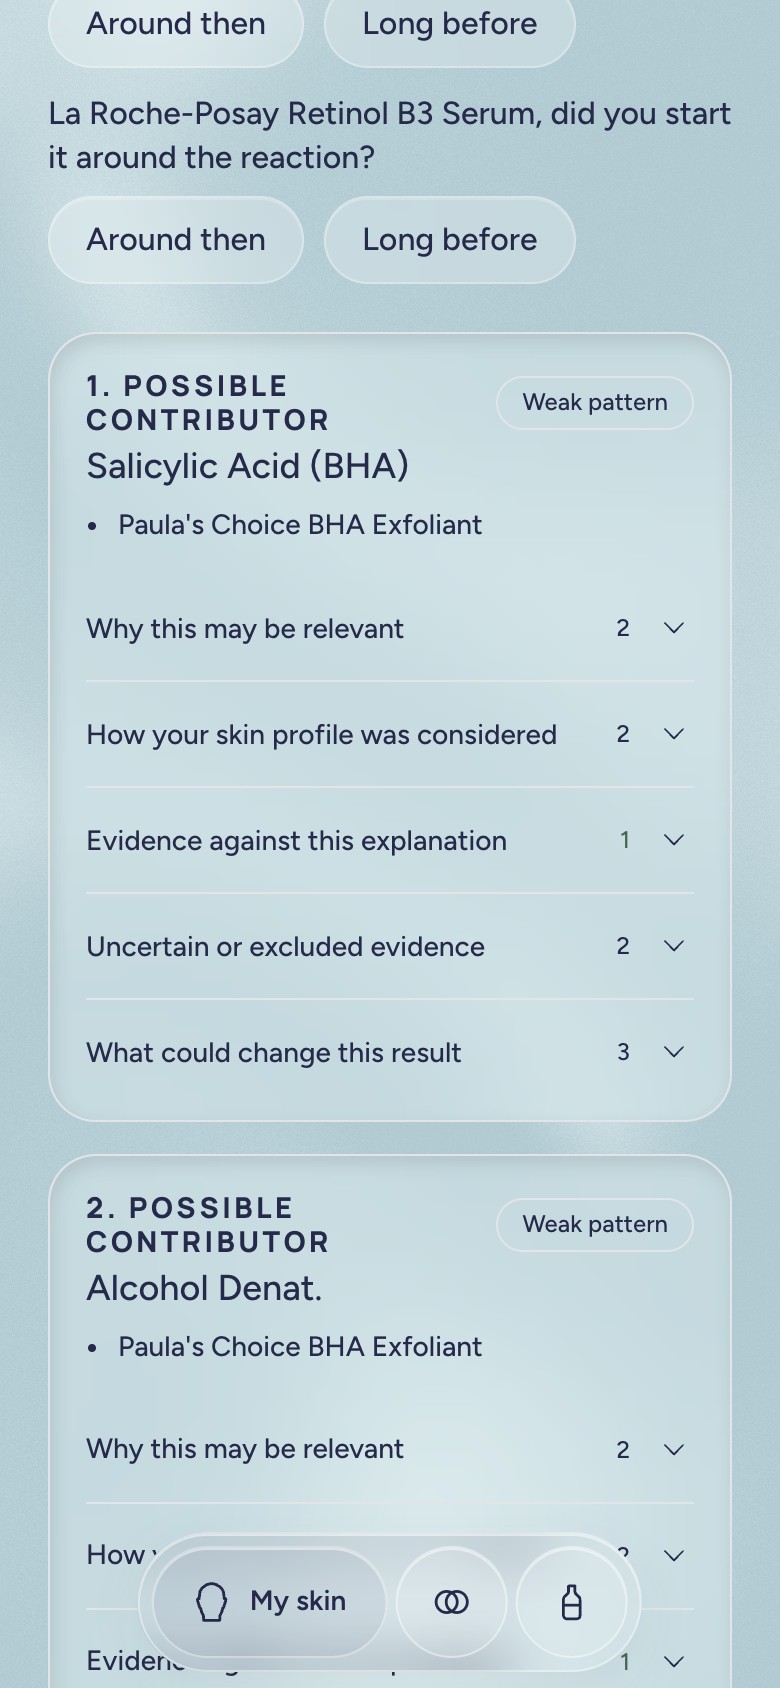 Around then
Long before
La Roche-Posay Retinol B3 Serum, did you start
it around the reaction?
Around then
Long before
1. POSSIBLE
CONTRIBUTOR
Weak pattern
Salicylic Acid (BHA)
• Paula's Choice BHA Exfoliant
Why this may be relevant 2
How your skin profile was considered 2
Evidence against this explanation 1
Uncertain or excluded evidence 2
What could change this result 3
2. POSSIBLE
CONTRIBUTOR
Weak pattern
Alcohol Denat.
• Paula's Choice BHA Exfoliant
Why this may be relevant 2
How
My skin
1